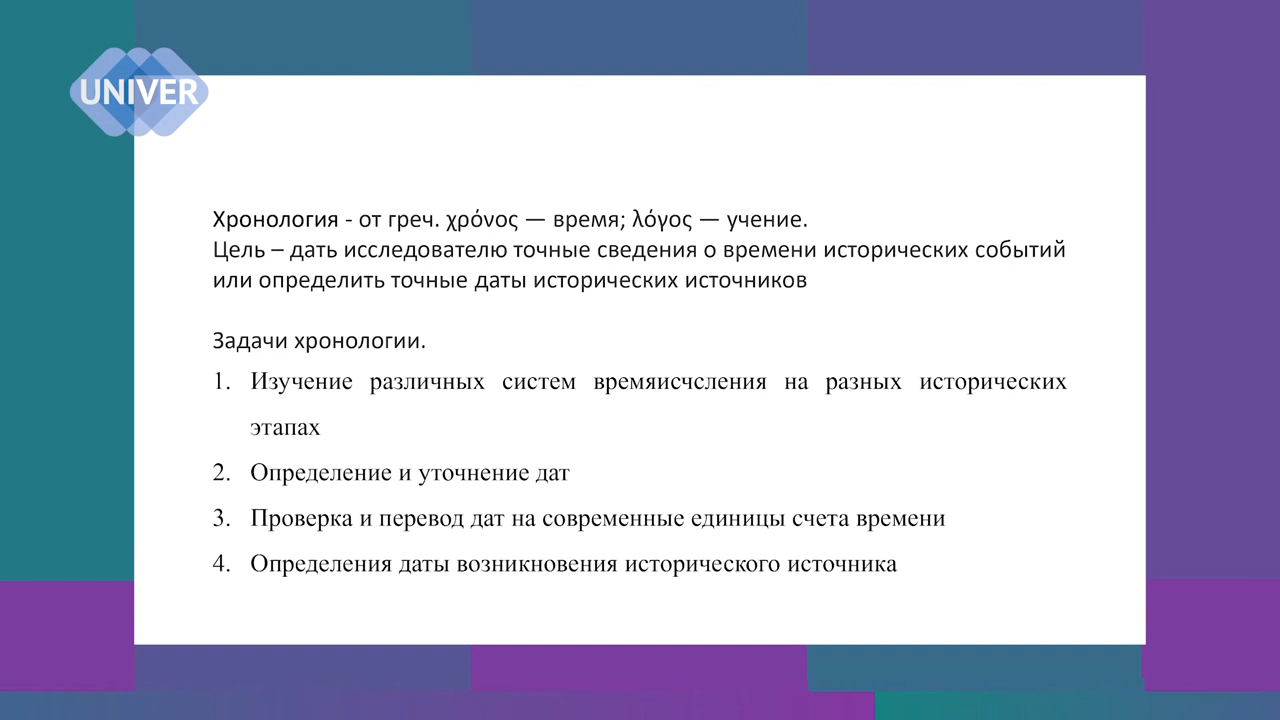 UNIVER
Хронология - от греч. χρόνος — время; λόγος — учение.
Цель – дать исследователю точные сведения о времени исторических событий
или определить точные даты исторических источников
Задачи хронологии.
1. Изучение различных систем времяисчсления на разных исторических
этапах
2. Определение и уточнение дат
3. Проверка и перевод дат на современные единицы счета времени
4. Определения даты возникновения исторического источника